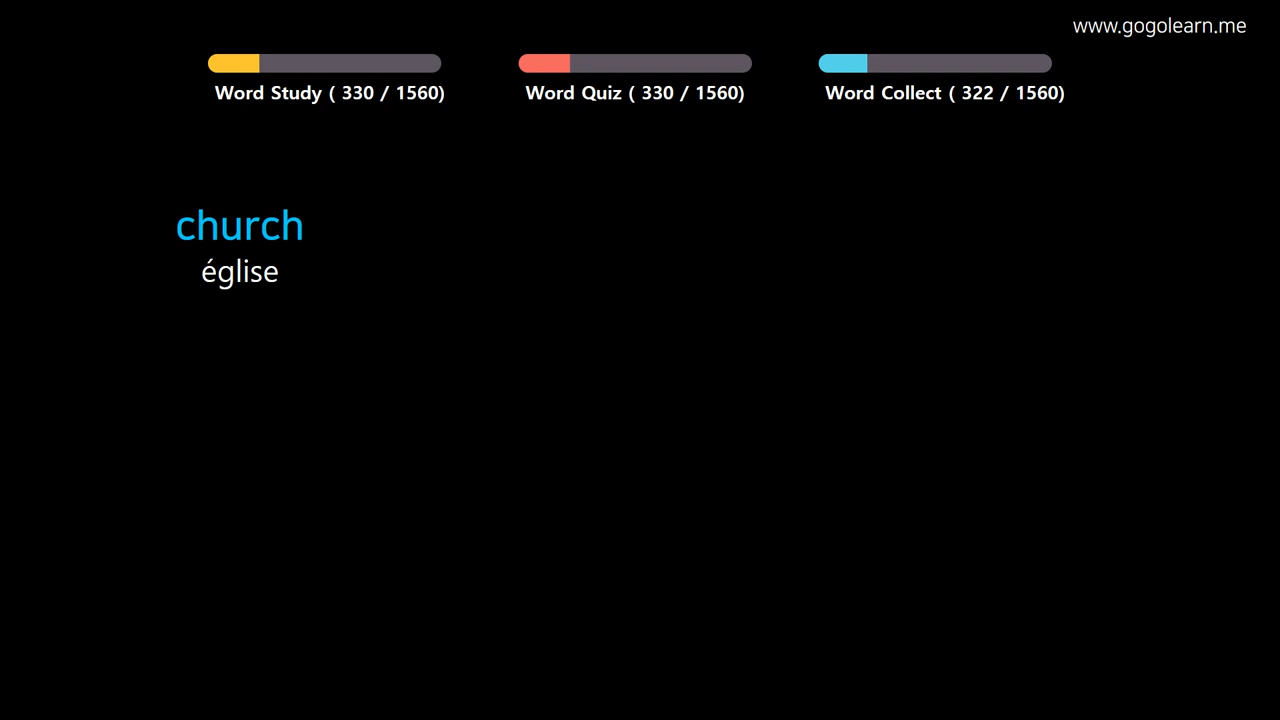 www.gogolearn.me
Word Study ( 330 / 1560)
Word Quiz ( 330 / 1560)
Word Collect ( 322 / 1560)
church
église